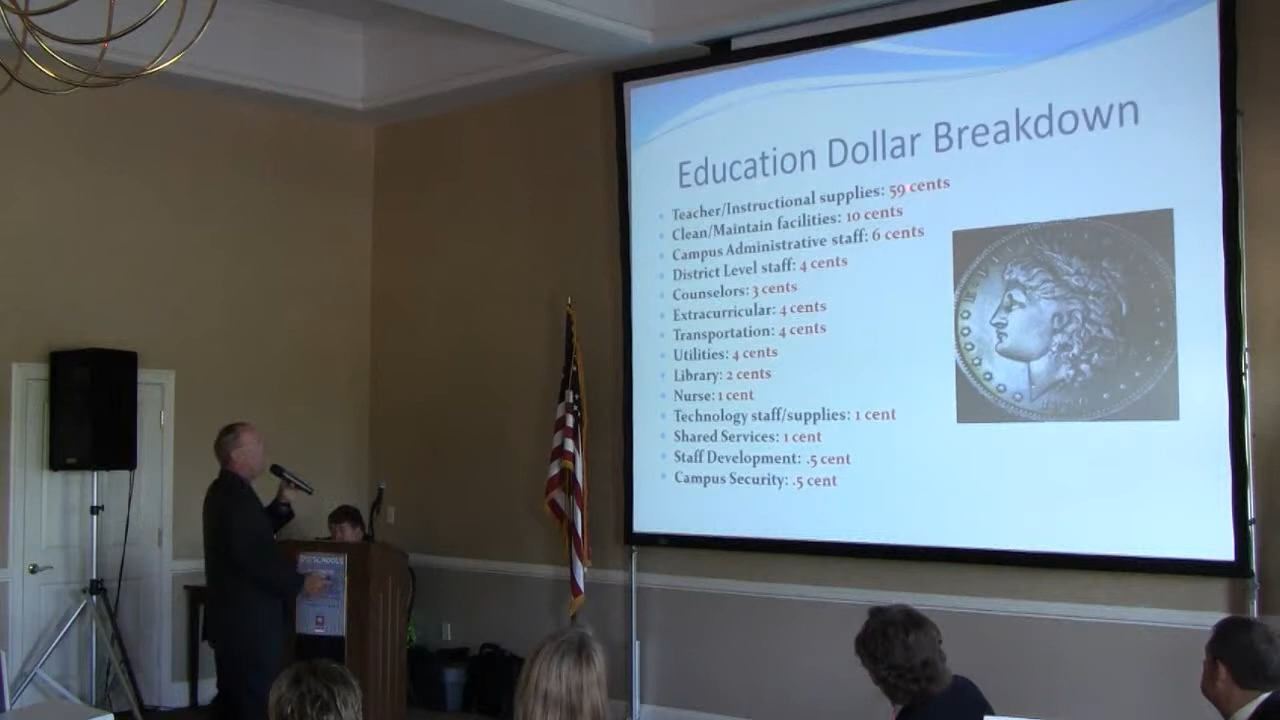 Education Dollar Breakdown
Teacher/Instructional supplies: 59 cents
Clean/Maintain facilities: 10 cents
Campus Administrative staff: 6 cents
District Level staff: 4 cents
Counselors: 3 cents
Extracurricular: 4 cents
Transportation: 4 cents
Utilities: 4 cents
Library: 2 cents
Nurse: 1 cent
Technology staff/supplies: 1 cent
Shared Services: 1 cent
Staff Development: .5 cent
Campus Security: .5 cent